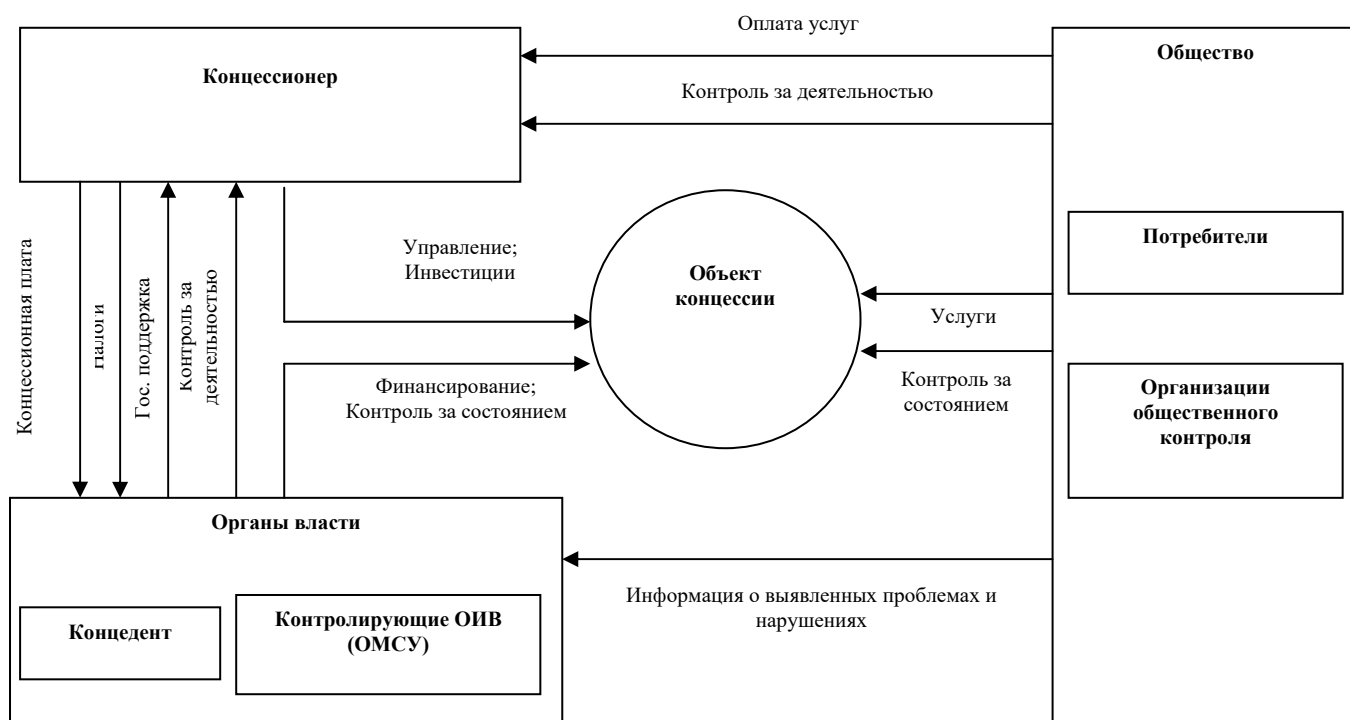 Оплата услуг
Концессионер
Общество
Контроль за деятельностью
Концессионная плата
Налоги
Гос. поддержка
Контроль за
деятельностью
Управление;
Инвестиции
Объект
концессии
Потребители
Услуги
Финансирование;
Контроль за состоянием
Контроль за
состоянием
Организации
общественного
контроля
Органы власти
Концедент
Контролирующие ОИВ
(ОМСУ)
Информация о выявленных проблемах и
нарушениях